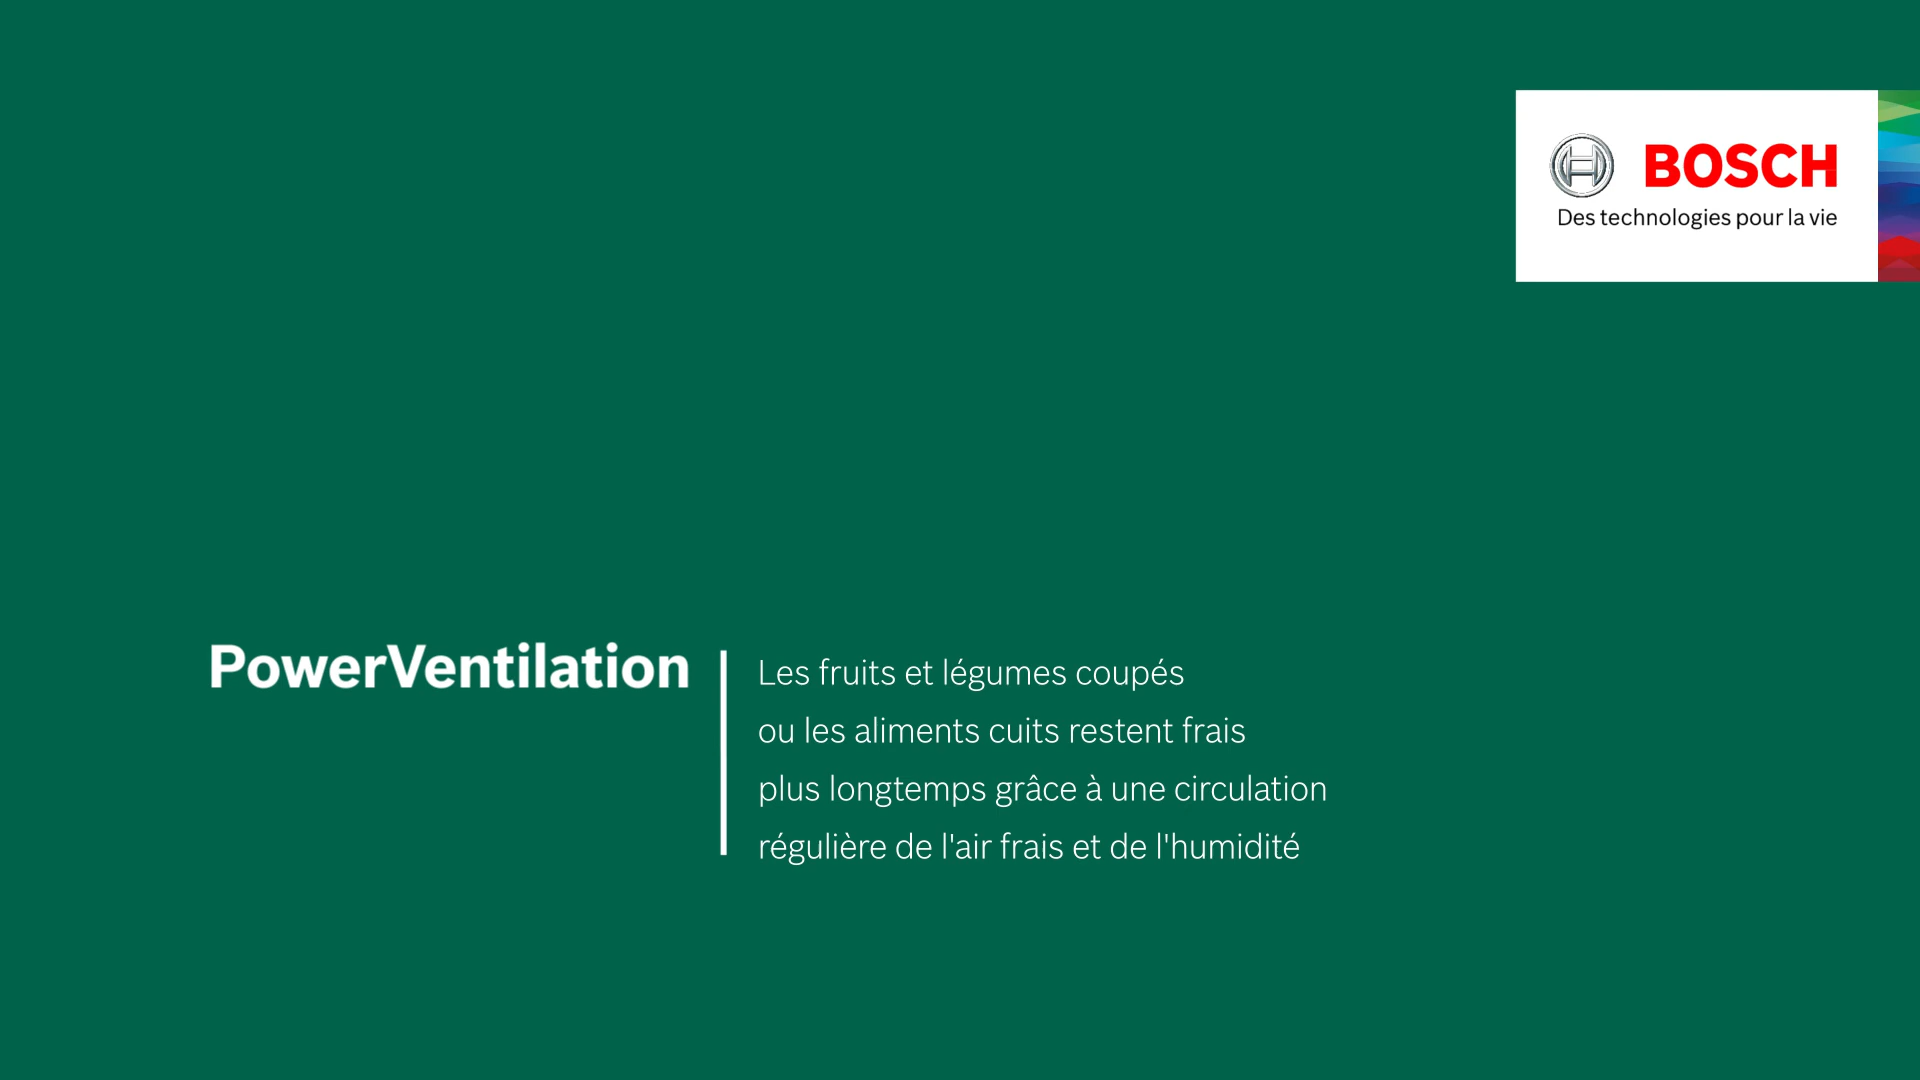 BOSCH
Des technologies pour la vie
PowerVentilation
Les fruits et légumes coupés
ou les aliments cuits restent frais
plus longtemps grâce à une circulation
régulière de l'air frais et de l'humidité